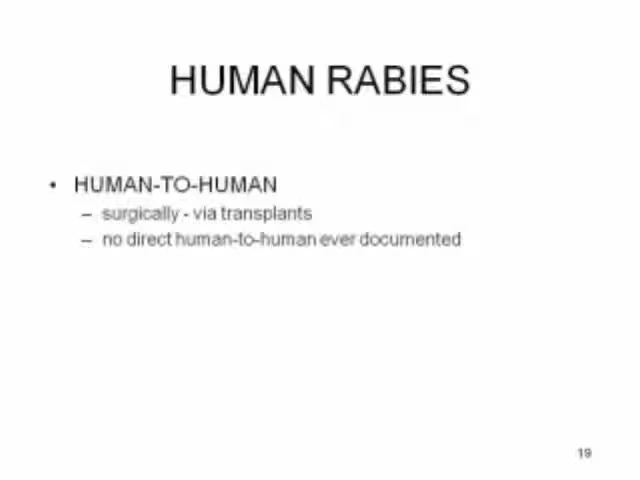 HUMAN RABIES
• HUMAN-TO-HUMAN
– surgically - via transplants
– no direct human-to-human ever documented
19